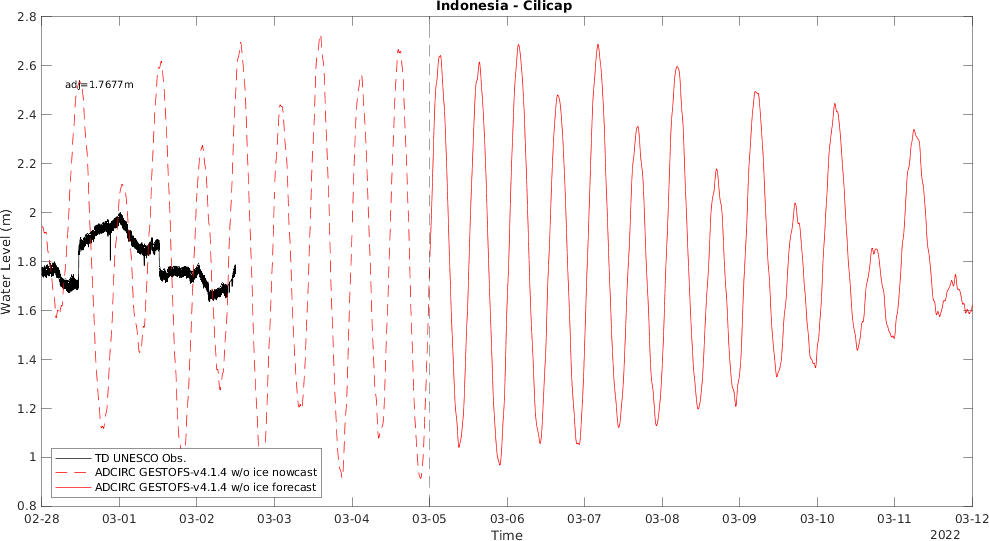 Indonesia - Cilicap
2.8
2.6
2.4
2.2
2
1.8
1.6
1.4
1.2
1
0.8
Water Level (m)
adj=1.7677m
TD UNESCO Obs.
ADCIRC GESTOFS-v4.1.4 w/o ice nowcast
ADCIRC GESTOFS-v4.1.4 w/o ice forecast
02-28 03-01 03-02 03-03 03-04 03-05 03-06 03-07 03-08 03-09 03-10 03-11 03-12
Time
2022